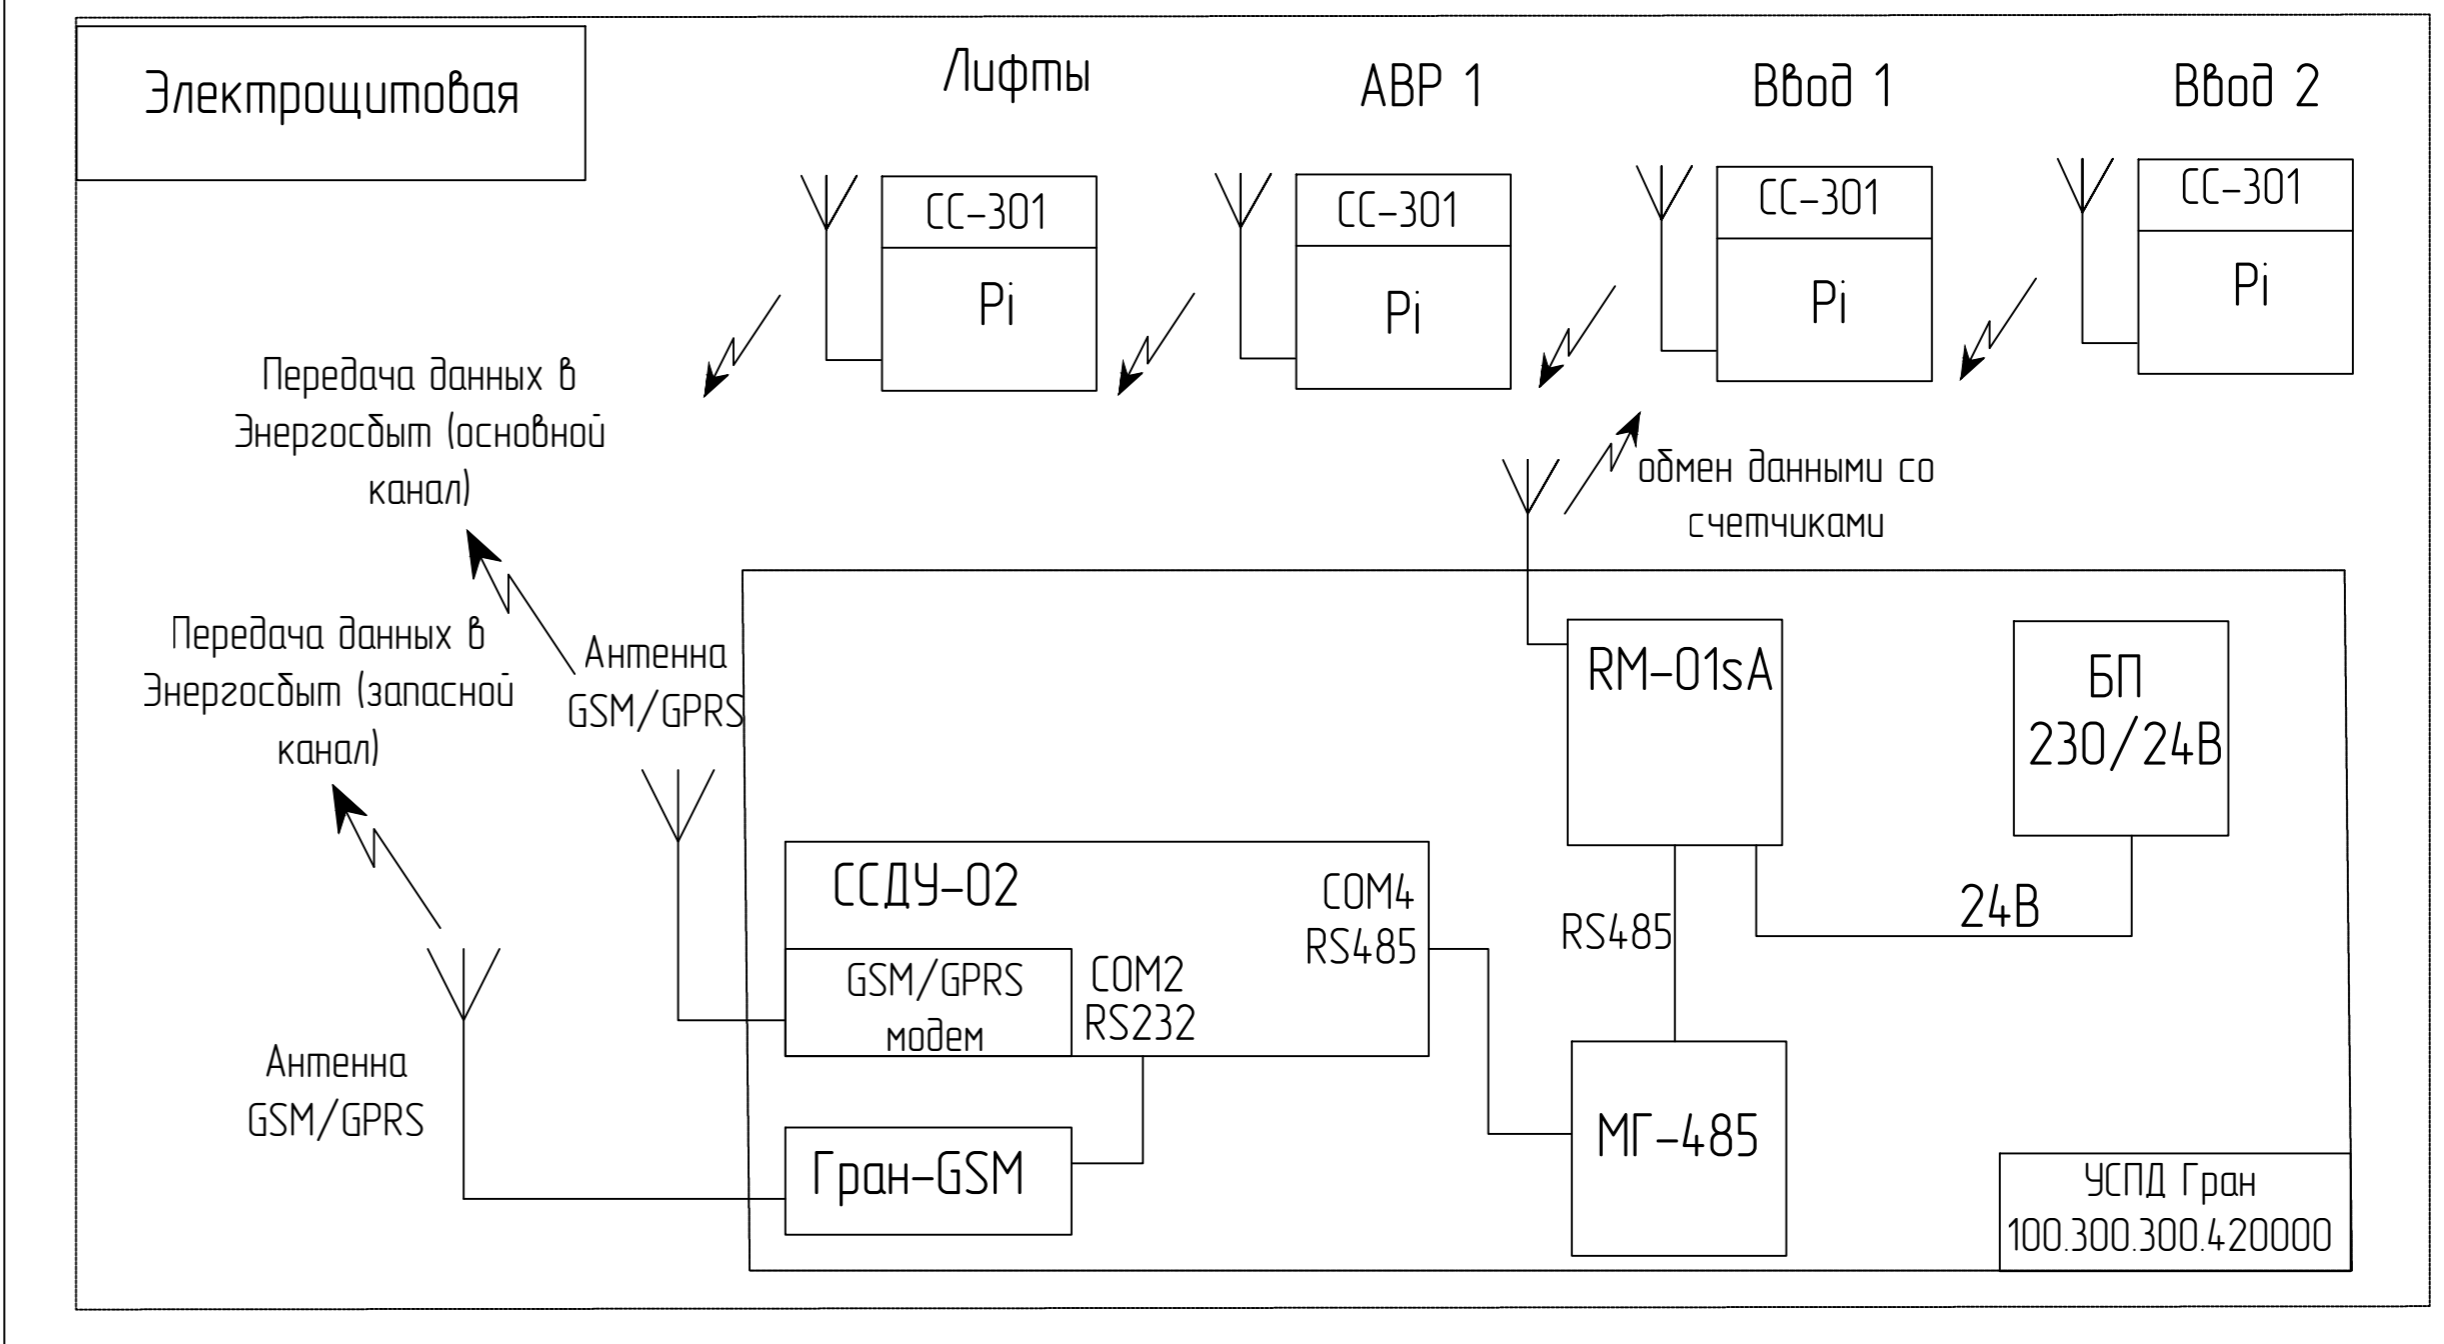 Электрощитовая
Лифты
АВР 1
Ввод 1
Ввод 2
СС-301
Pi
СС-301
Pi
СС-301
Pi
СС-301
Pi
Передача данных в
Энергосбыт (основной
канал)
обмен данными со
счетчиками
Передача данных в
Энергосбыт (запасной
канал)
Антенна
GSM/GPRS
RM-01sA
БП
230/24В
ССДУ-02
COM4
RS485
GSM/GPRS
модем
COM2
RS232
RS485
24В
Антенна
GSM/GPRS
Гран-GSM
МГ-485
УСПД Гран
100.300.300.420000